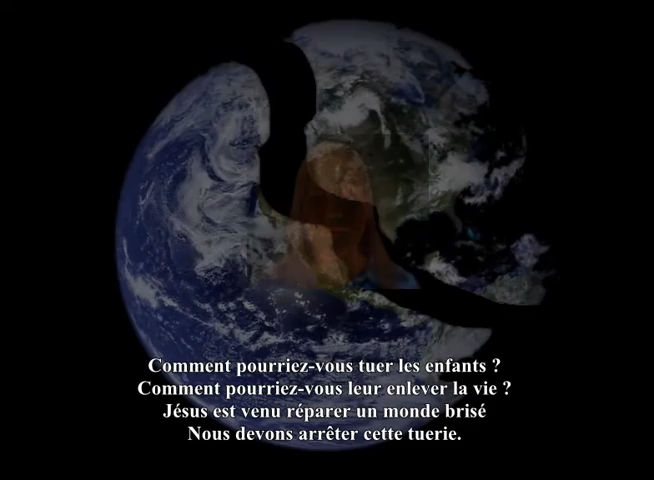 Comment pourriez-vous tuer les enfants ?
Comment pourriez-vous leur enlever la vie ?
Jésus est venu réparer un monde brisé
Nous devons arrêter cette tuerie.